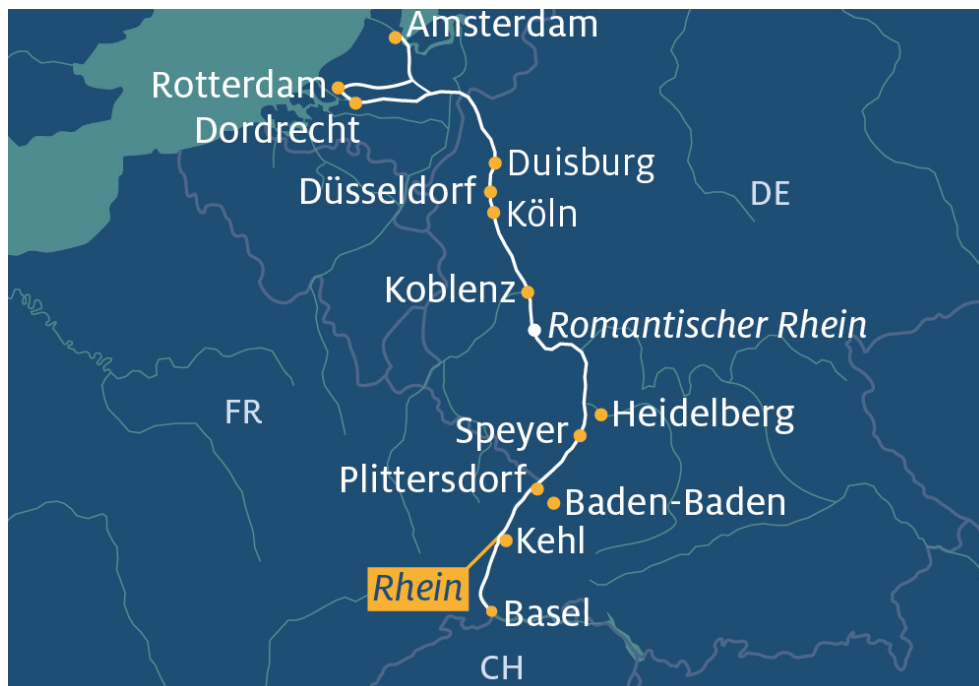 Amsterdam
Rotterdam
Dordrecht
Duisburg
Düsseldorf
DE
Köln
Koblenz
Romantischer Rhein
FR
Heidelberg
Speyer
Plittersdorf
Baden-Baden
Kehl
Rhein
Basel
CH